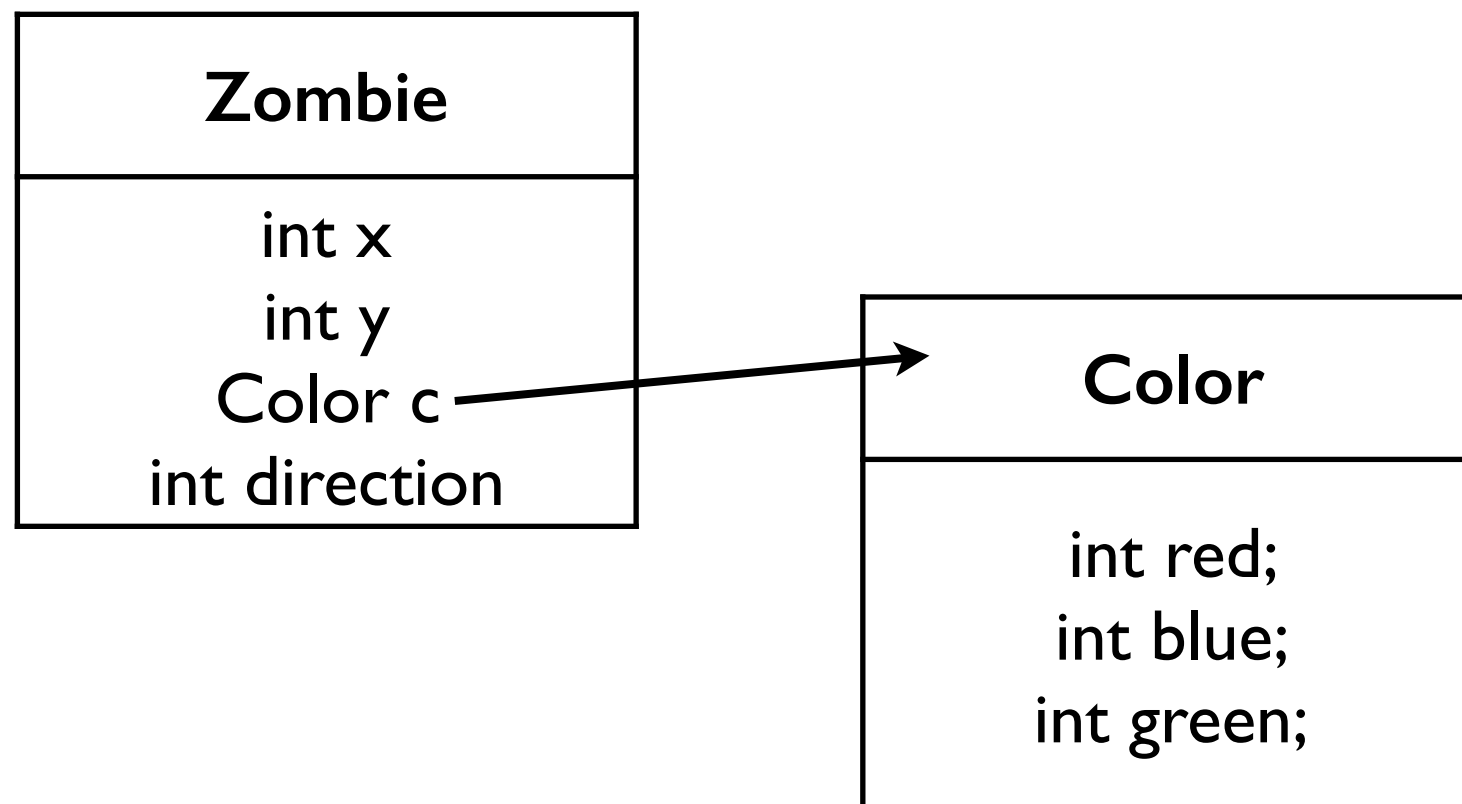 Zombie
int x
int y
Color c
int direction
Color
int red;
int blue;
int green;